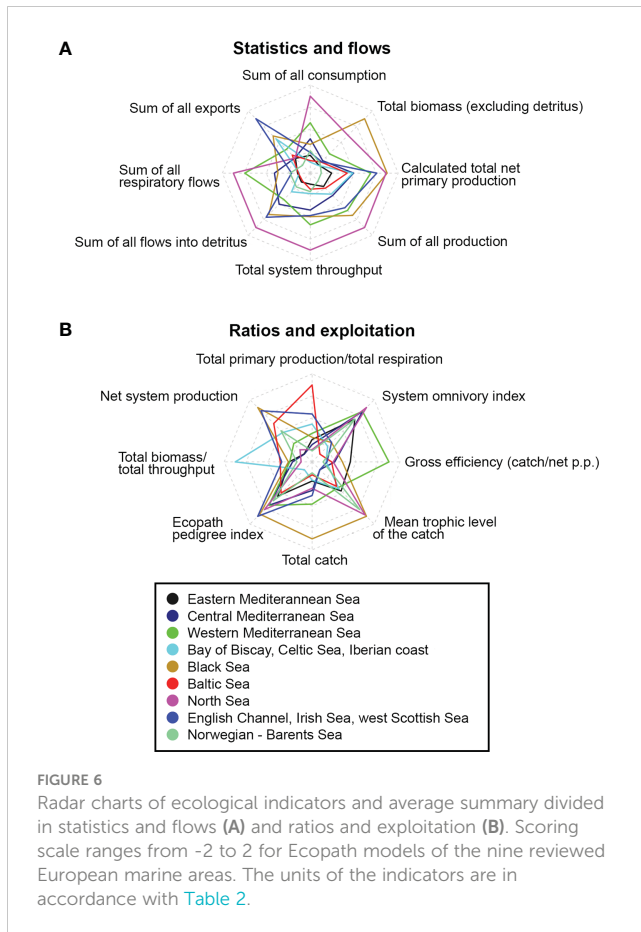 A
Statistics and flows
Sum of all consumption
Sum of all exports
Total biomass (excluding detritus)
Sum of all
respiratory flows
Calculated total net
primary production
Sum of all flows into detritus
Sum of all production
Total system throughput
B
Ratios and exploitation
Total primary production/total respiration
Net system production
System omnivory index
Total biomass/
total throughput
Gross efficiency (catch/net p.p.)
Ecopath
pedigree index
Mean trophic level
of the catch
Total catch
Eastern Mediterannean Sea
Central Mediterranean Sea
Western Mediterranean Sea
Bay of Biscay, Celtic Sea, Iberian coast
Black Sea
Baltic Sea
North Sea
English Channel, Irish Sea, west Scottish Sea
Norwegian - Barents Sea
FIGURE 6
Radar charts of ecological indicators and average summary divided
in statistics and flows (A) and ratios and exploitation (B). Scoring
scale ranges from -2 to 2 for Ecopath models of the nine reviewed
European marine areas. The units of the indicators are in
accordance with Table 2.